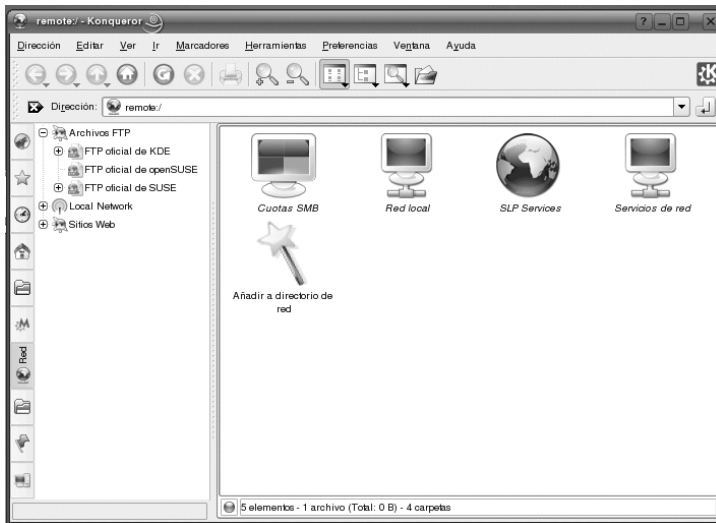 remote:/ - Konqueror
Dirección Editar Ver Ir Marcadores Herramientas Preferencias Ventana Ayuda
Dirección: remote:/
Archivos FTP
FTP oficial de KDE
FTP oficial de openSUSE
FTP oficial de SUSE
Local Network
Sitios Web
Red
Cuotas SMB
Red local
SLP Services
Servicios de red
Añadir a directorio de
red
5 elementos - 1 archivo (Total: 0 B) - 4 carpetas